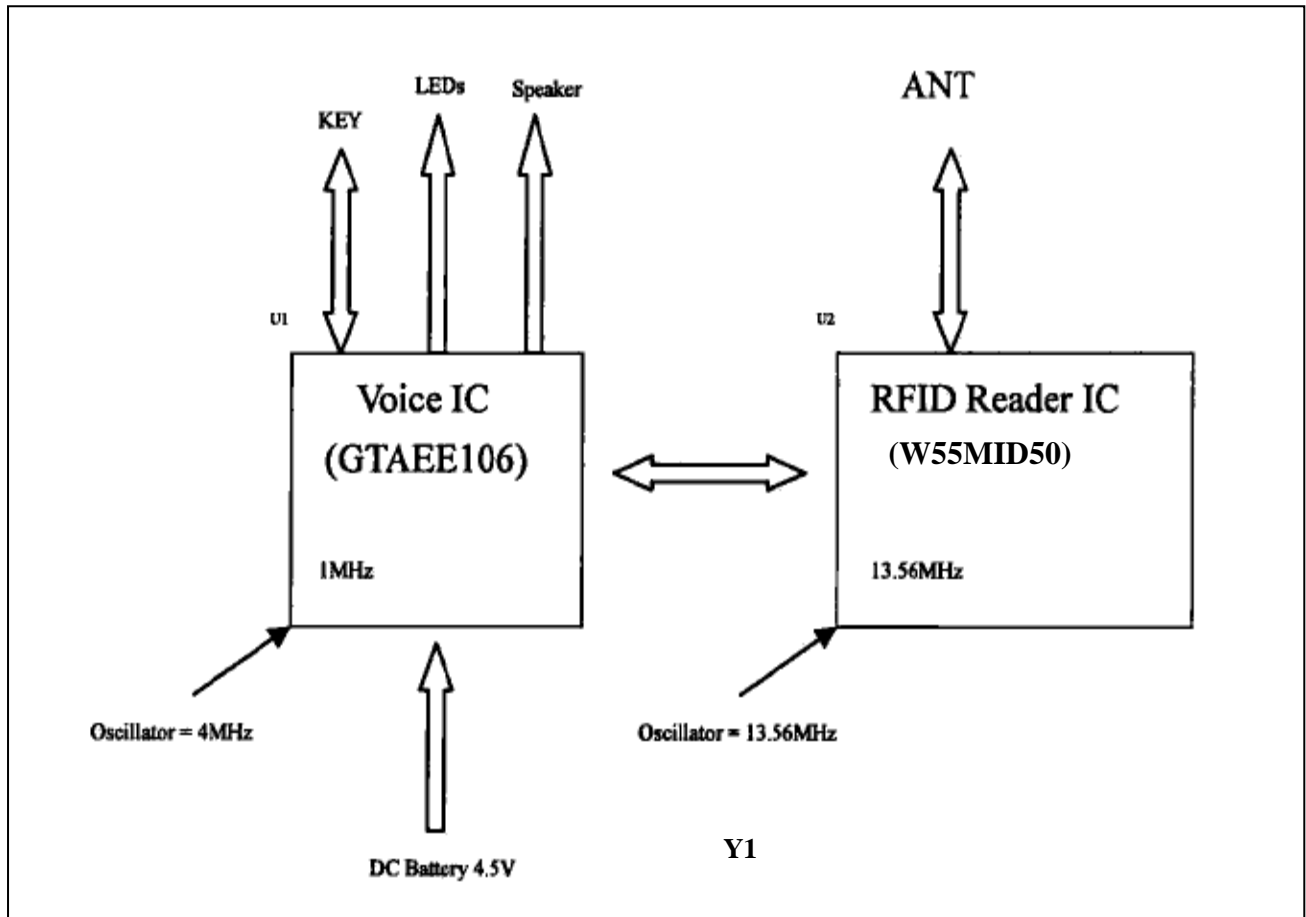 LEDs
Speaker
ANT
KEY
U1
U2
Voice IC
(GTAEE106)
1MHz
RFID Reader IC
(W55MID50)
13.56MHz
Oscillator = 4MHz
Oscillator = 13.56MHz
DC Battery 4.5V
Y1